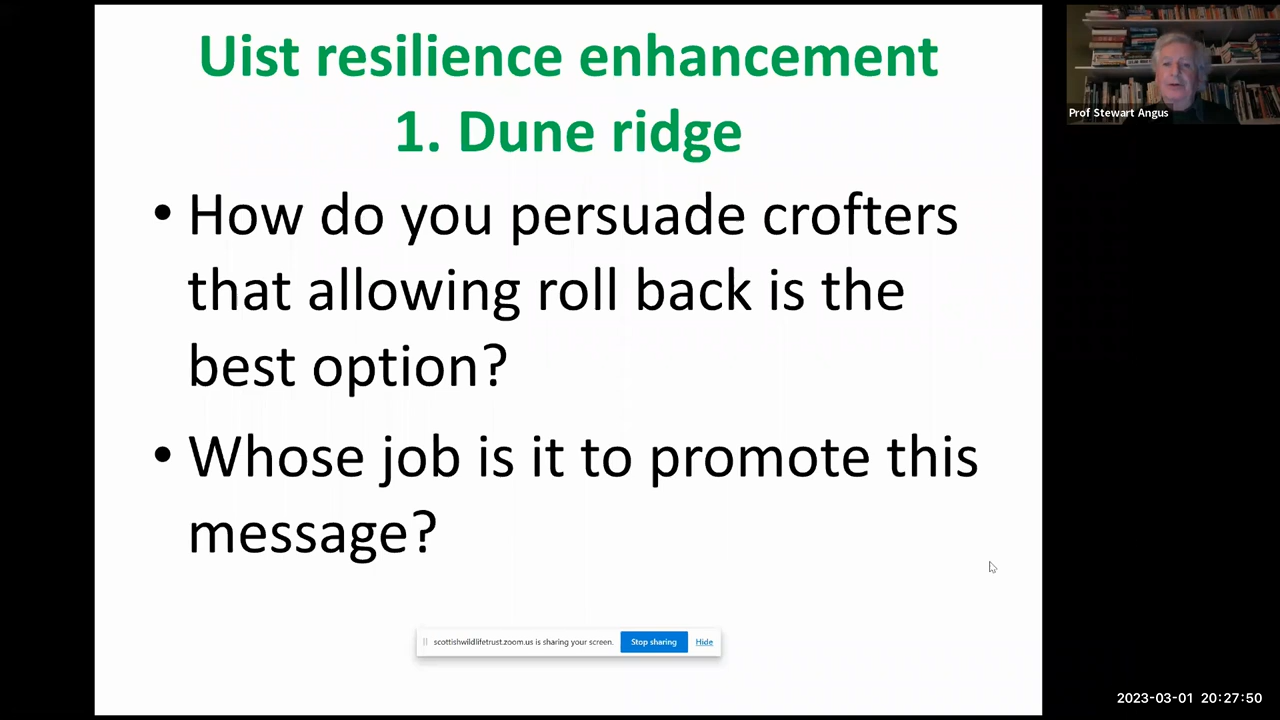 Uist resilience enhancement
1. Dune ridge
• How do you persuade crofters
that allowing roll back is the
best option?
• Whose job is it to promote this
message?
Prof Stewart Angus
scottishwildlifetrust.zoom.us is sharing your screen. Stop sharing Hide
2023-03-01 20:27:50